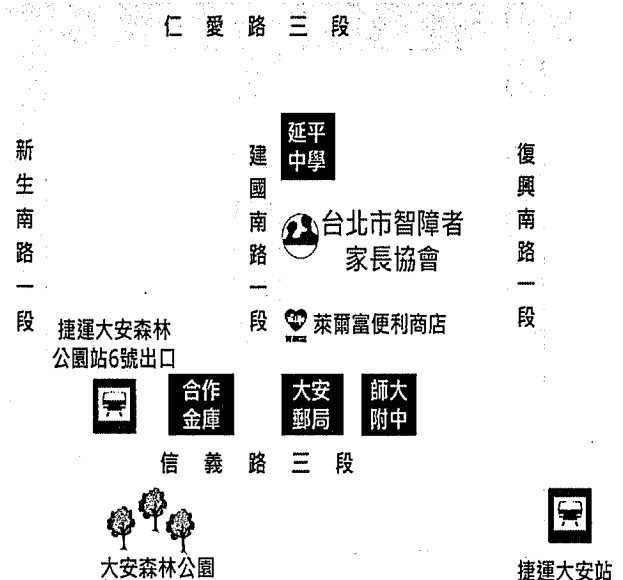 仁愛路三段
延平
中學
新生南路一段
建國南路一段
復興南路一段
台北市智障者
家長協會
萊爾富便利商店
捷運大安森林
公園站6號出口
合作
金庫
大安
郵局
師大
附中
信義路三段
大安森林公園
捷運大安站